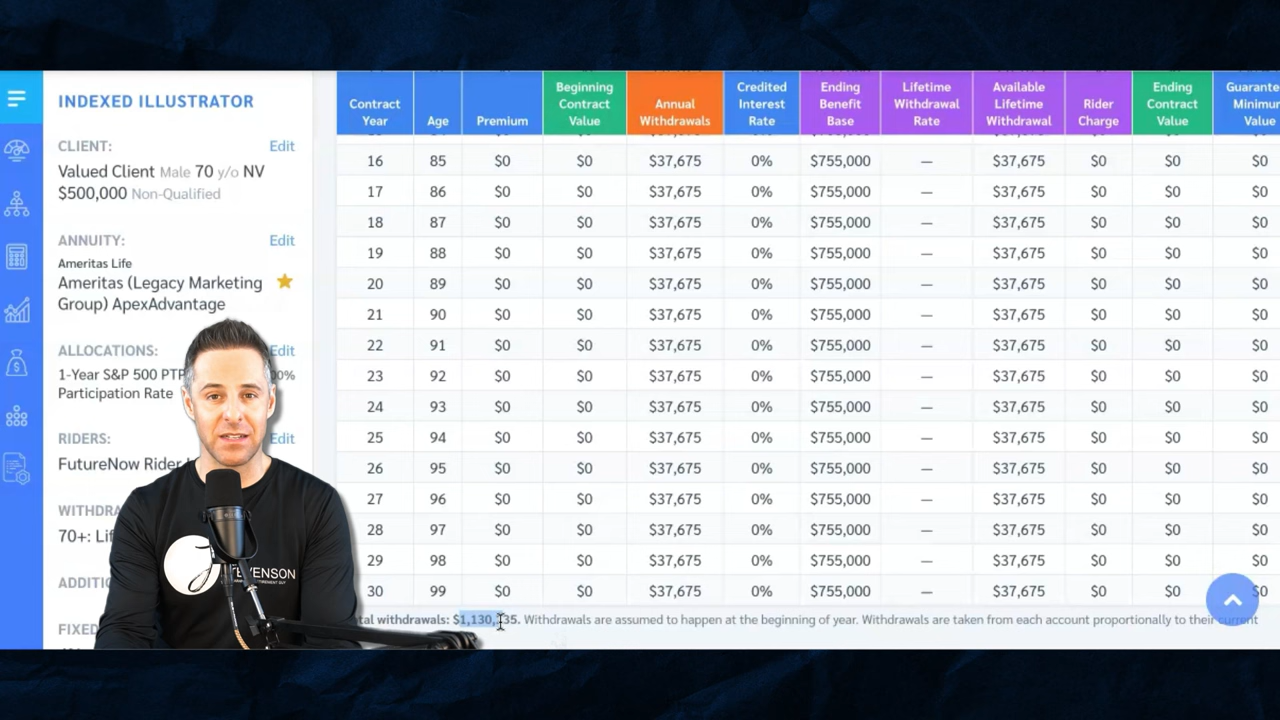 INDEXED ILLUSTRATOR
CLIENT: Edit
Valued Client Male 70 y/o NV
$500,000 Non-Qualified
ANNUITY: Edit
Ameritas Life
Ameritas (Legacy Marketing
Group) ApexAdvantage
ALLOCATIONS: Edit
1-Year S&P 500 PTP
Participation Rate
RIDERS: Edit
FutureNow Rider
70+:
FIXED
STEVENSON
Contract Year Age Premium Beginning Contract Value Annual Withdrawals Credited Interest Rate Ending Benefit Base Lifetime Withdrawal Rate Available Lifetime Withdrawal Rider Charge Ending Contract Value Minimum Value
16 85 $0 $0 $37,675 0% $755,000 — $37,675 $0 $0 $0
17 86 $0 $0 $37,675 0% $755,000 — $37,675 $0 $0 $0
18 87 $0 $0 $37,675 0% $755,000 — $37,675 $0 $0 $0
19 88 $0 $0 $37,675 0% $755,000 — $37,675 $0 $0 $0
20 89 $0 $0 $37,675 0% $755,000 — $37,675 $0 $0 $0
21 90 $0 $0 $37,675 0% $755,000 — $37,675 $0 $0 $0
22 91 $0 $0 $37,675 0% $755,000 — $37,675 $0 $0 $0
23 92 $0 $0 $37,675 0% $755,000 — $37,675 $0 $0 $0
24 93 $0 $0 $37,675 0% $755,000 — $37,675 $0 $0 $0
25 94 $0 $0 $37,675 0% $755,000 — $37,675 $0 $0 $0
26 95 $0 $0 $37,675 0% $755,000 — $37,675 $0 $0 $0
27 96 $0 $0 $37,675 0% $755,000 — $37,675 $0 $0 $0
28 97 $0 $0 $37,675 0% $755,000 — $37,675 $0 $0 $0
29 98 $0 $0 $37,675 0% $755,000 — $37,675 $0 $0 $0
30 99 $0 $0 $37,675 0% $755,000 — $37,675 $0 $0 $0
withdrawals: Withdrawals are assumed to happen at the beginning of year. Withdrawals are taken from each account proportionally to their current